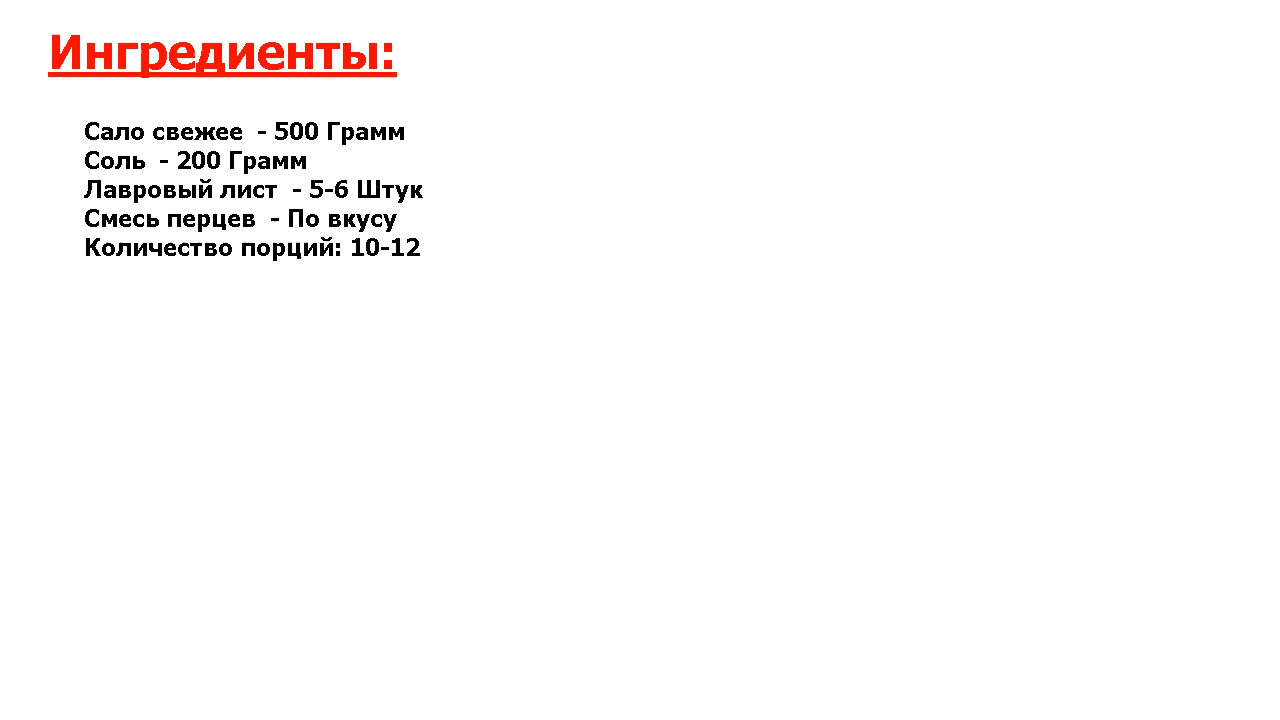 Ингредиенты:
Сало свежее  - 500 Грамм
Соль  - 200 Грамм
Лавровый лист  - 5-6 Штук
Смесь перцев  - По вкусу
Количество порций: 10-12